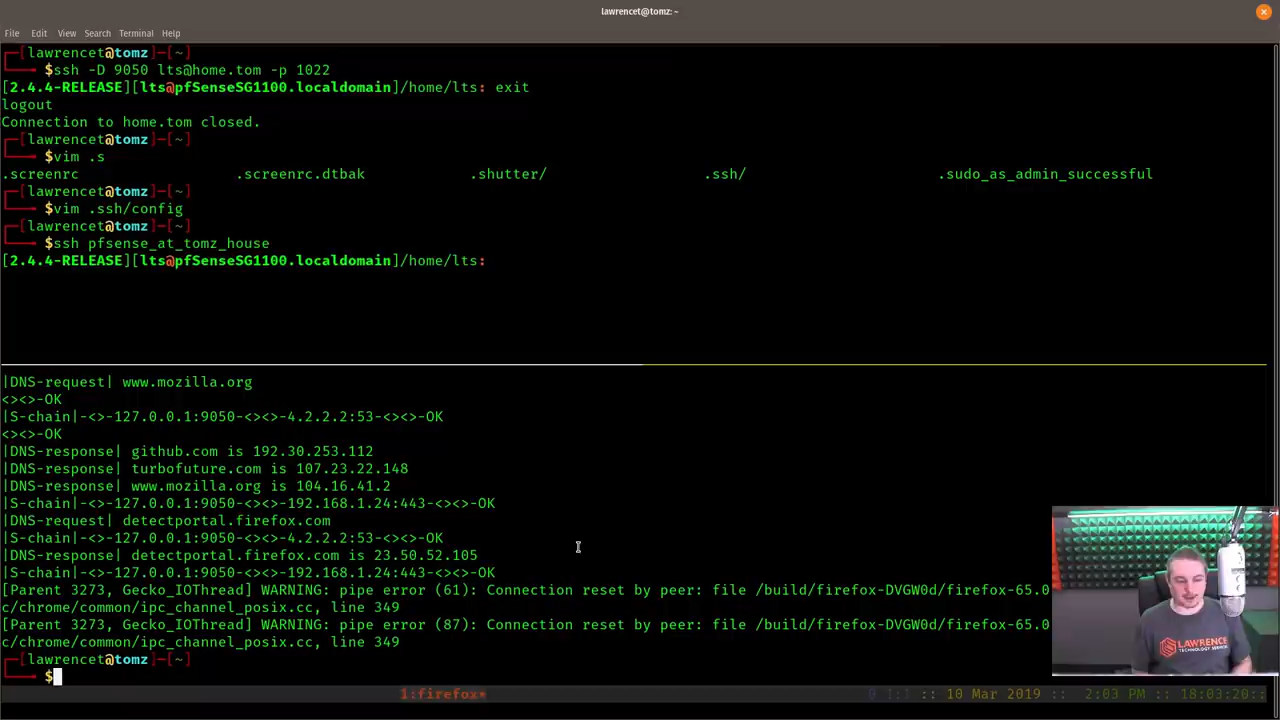 lawrencet@tomz: ~
File Edit View Search Terminal Help
┌─[lawrencet@tomz]─[~]
└──╼ $ssh -D 9050 lts@home.tom -p 1022
[2.4.4-RELEASE][lts@pfSenseSG1100.localdomain]/home/lts: exit
logout
Connection to home.tom closed.
┌─[lawrencet@tomz]─[~]
└──╼ $vim .s
.screenrc .screenrc.dtbak .shutter/ .ssh/ .sudo_as_admin_successful
┌─[lawrencet@tomz]─[~]
└──╼ $vim .ssh/config
┌─[lawrencet@tomz]─[~]
└──╼ $ssh pfsense_at_tomz_house
[2.4.4-RELEASE][lts@pfSenseSG1100.localdomain]/home/lts:
|DNS-request| www.mozilla.org
<><>-OK
|S-chain|-<>-127.0.0.1:9050-<><>-4.2.2.2:53-<><>-OK
<><>-OK
|DNS-response| github.com is 192.30.253.112
|DNS-response| turbofuture.com is 107.23.22.148
|DNS-response| www.mozilla.org is 104.16.41.2
|S-chain|-<>-127.0.0.1:9050-<><>-192.168.1.24:443-<><>-OK
|DNS-request| detectportal.firefox.com
|S-chain|-<>-127.0.0.1:9050-<><>-4.2.2.2:53-<><>-OK
|DNS-response| detectportal.firefox.com is 23.50.52.105
|S-chain|-<>-127.0.0.1:9050-<><>-192.168.1.24:443-<><>-OK
[Parent 3273, Gecko_IOThread] WARNING: pipe error (61): Connection reset by peer: file /build/firefox-DVGW0d/firefox-65.0
c/chrome/common/ipc_channel_posix.cc, line 349
[Parent 3273, Gecko_IOThread] WARNING: pipe error (87): Connection reset by peer: file /build/firefox-DVGW0d/firefox-65.0
c/chrome/common/ipc_channel_posix.cc, line 349
┌─[lawrencet@tomz]─[~]
└──╼ $
LAWRENCE
TECHNOLOGY SERVICES
1:firefox* 0 1:1 :: 10 Mar 2019 :: 2:03 PM :: 18:03:20::